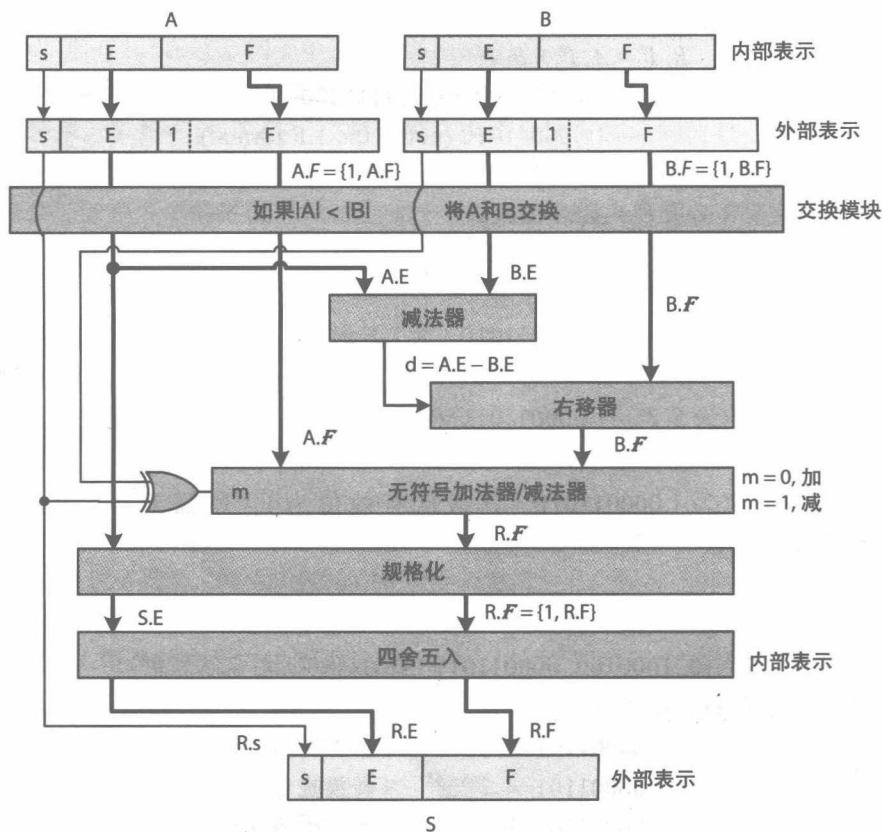 A
B
s E F
s E F
内部表示
s E 1 F
s 1 F
外部表示
A.F = {1, A.F}
B.F = {1, B.F}
如果|A| < |B|
将A和B交换
交换模块
A.E
B.E
B.F
减法器
d = A.E – B.E
右移器
A.F
B.F
m
无符号加法器/减法器
m = 0, 加
m = 1, 减
R.F
规格化
S.E
R.F = {1, R.F}
四舍五入
内部表示
R.s
R.E
R.F
s E F
外部表示
S